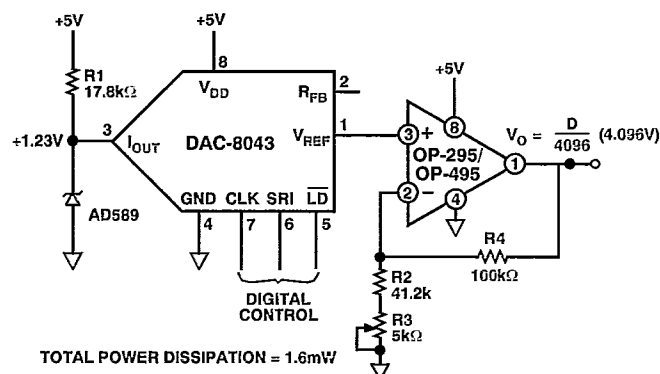 +5V
+5V
R1
17.8kΩ
8
V_DD
R_FB
2
+5V
+1.23V
3
I_OUT
DAC-8043
V_REF
1
3
+
8
OP-295/
OP-495
1
V_O = D/4096 (4.096V)
2
−
4
AD589
GND
CLK
SRI
LD
4
7
6
5
DIGITAL
CONTROL
R4
100kΩ
R2
41.2k
R3
5kΩ
TOTAL POWER DISSIPATION = 1.6mW